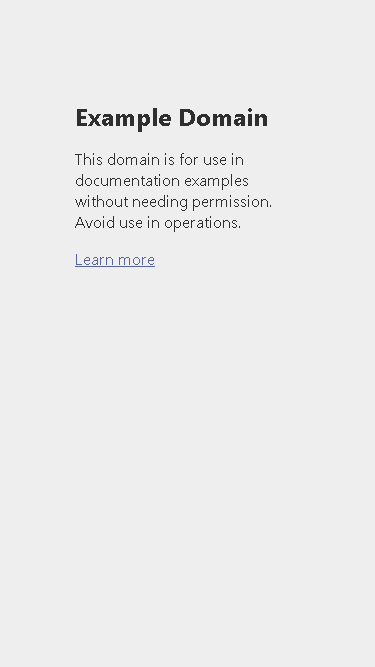 Example Domain
This domain is for use in
documentation examples
without needing permission.
Avoid use in operations.
Learn more